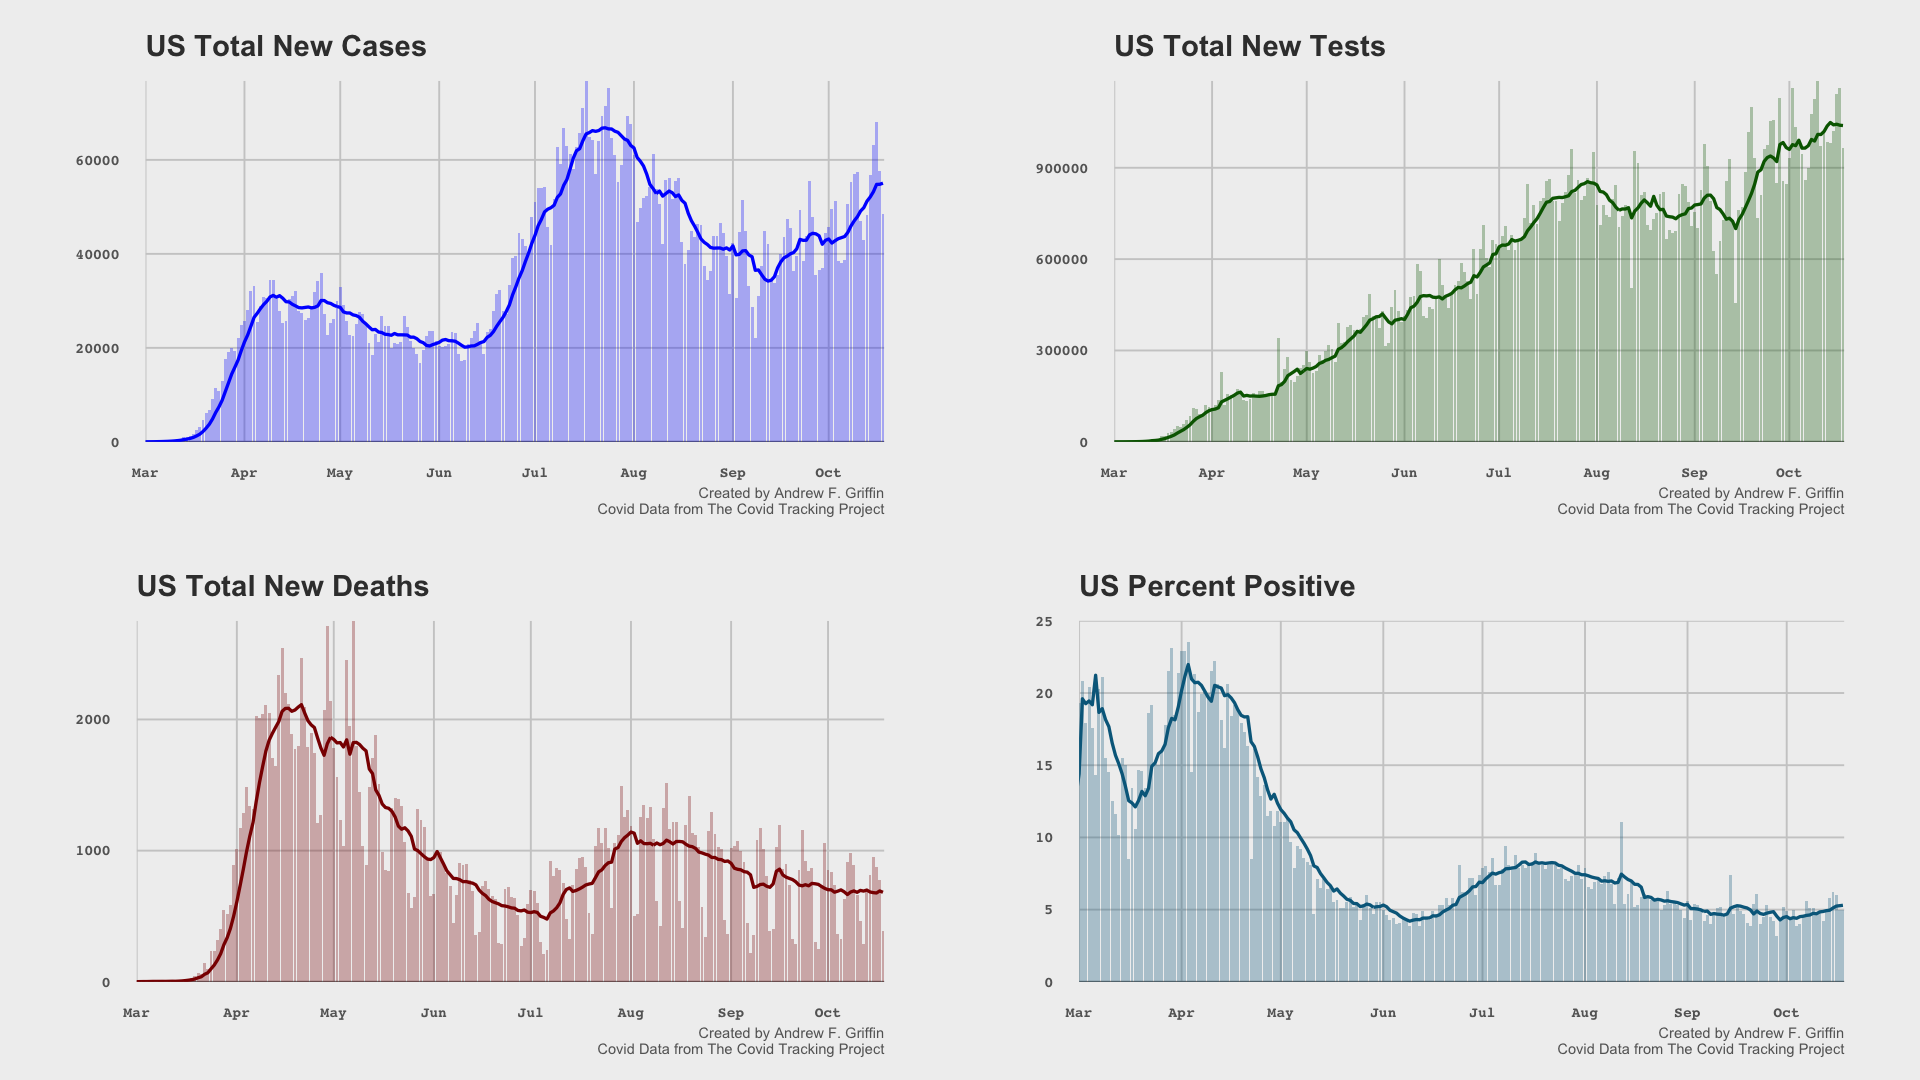 US Total New Cases
60000
40000
20000
0
Mar Apr May Jun Jul Aug Sep Oct
Created by Andrew F. Griffin
Covid Data from The Covid Tracking Project
US Total New Tests
900000
600000
300000
0
Mar Apr May Jun Jul Aug Sep Oct
Created by Andrew F. Griffin
Covid Data from The Covid Tracking Project
US Total New Deaths
2000
1000
0
Mar Apr May Jun Jul Aug Sep Oct
Created by Andrew F. Griffin
Covid Data from The Covid Tracking Project
US Percent Positive
25
20
15
10
5
0
Mar Apr May Jun Jul Aug Sep Oct
Created by Andrew F. Griffin
Covid Data from The Covid Tracking Project